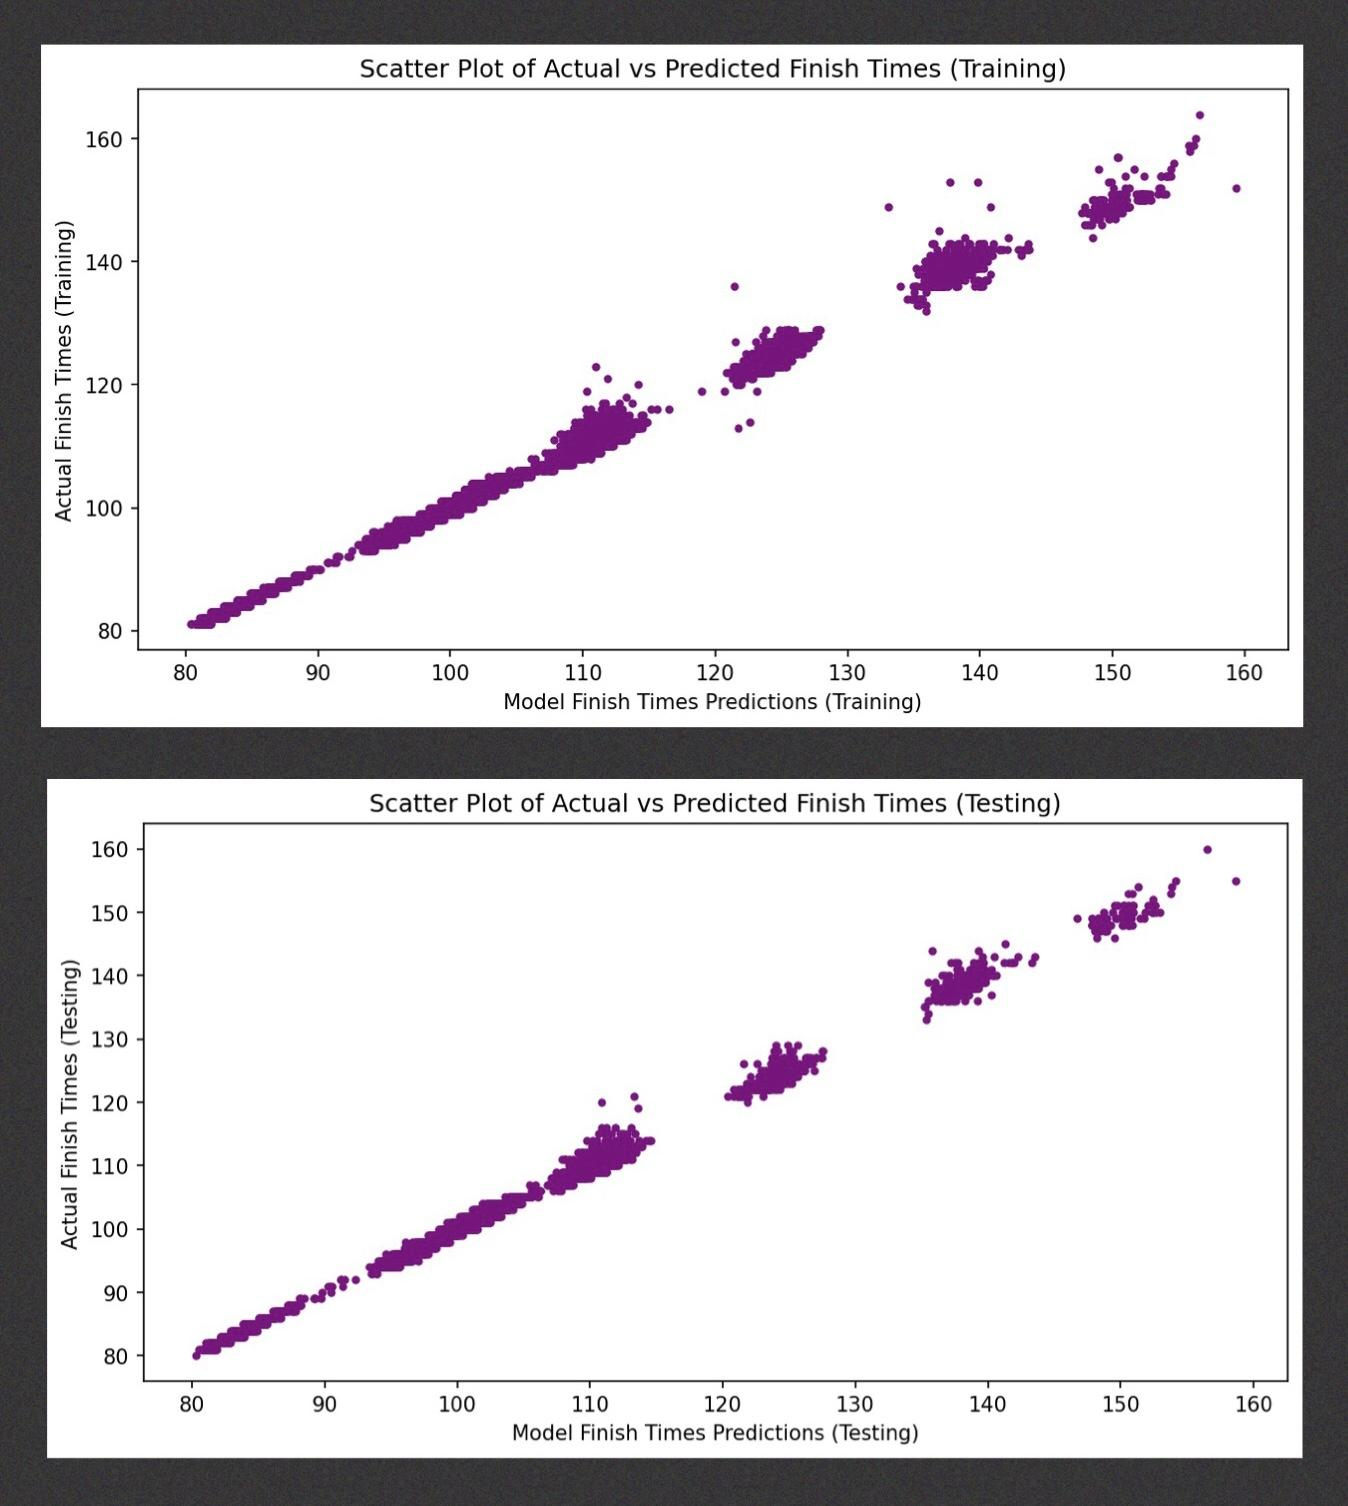 Scatter Plot of Actual vs Predicted Finish Times (Training)
160
140
120
100
80
Actual Finish Times (Training)
80 90 100 110 120 130 140 150 160
Model Finish Times Predictions (Training)
Scatter Plot of Actual vs Predicted Finish Times (Testing)
160
150
140
130
120
110
100
90
80
Actual Finish Times (Testing)
80 90 100 110 120 130 140 150 160
Model Finish Times Predictions (Testing)